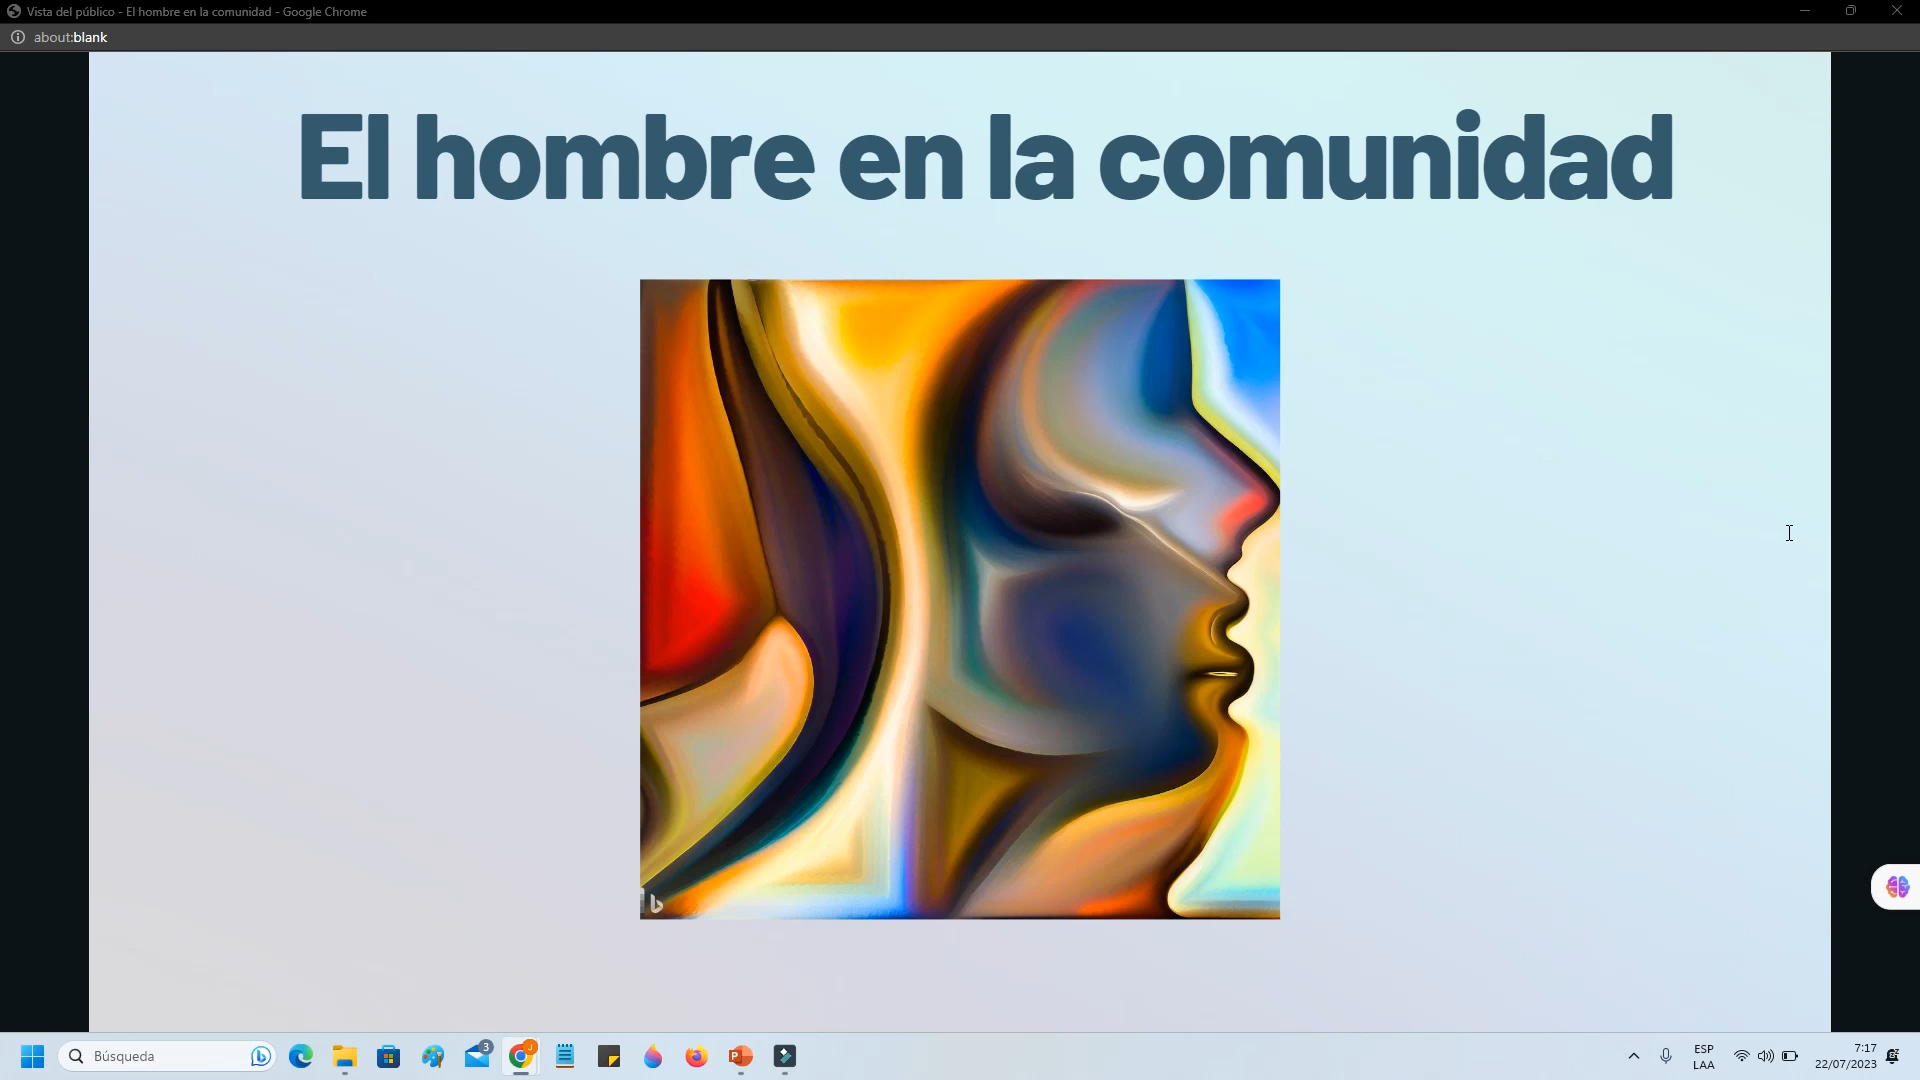 Vista del público - El hombre en la comunidad - Google Chrome
about:blank
El hombre en la comunidad
b
Búsqueda
3
J
P
ESP
LAA
7:17
22/07/2023